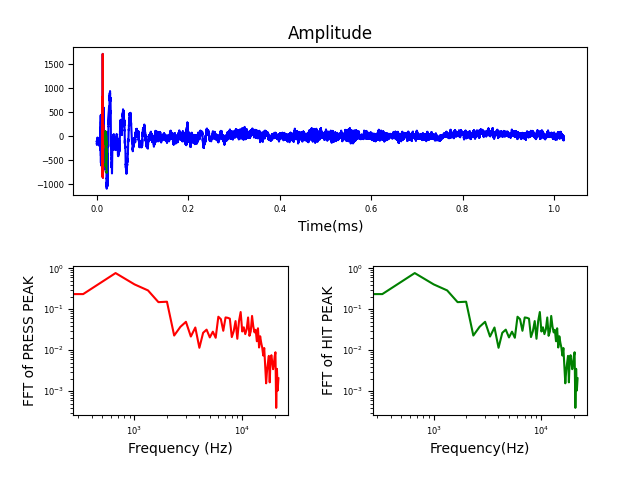 Amplitude
1500
1000
500
0
−500
−1000
0.0 0.2 0.4 0.6 0.8 1.0
Time(ms)
FFT of PRESS PEAK
10⁰
10⁻¹
10⁻²
10⁻³
10³ 10⁴
Frequency (Hz)
FFT of HIT PEAK
10⁰
10⁻¹
10⁻²
10⁻³
10³ 10⁴
Frequency(Hz)